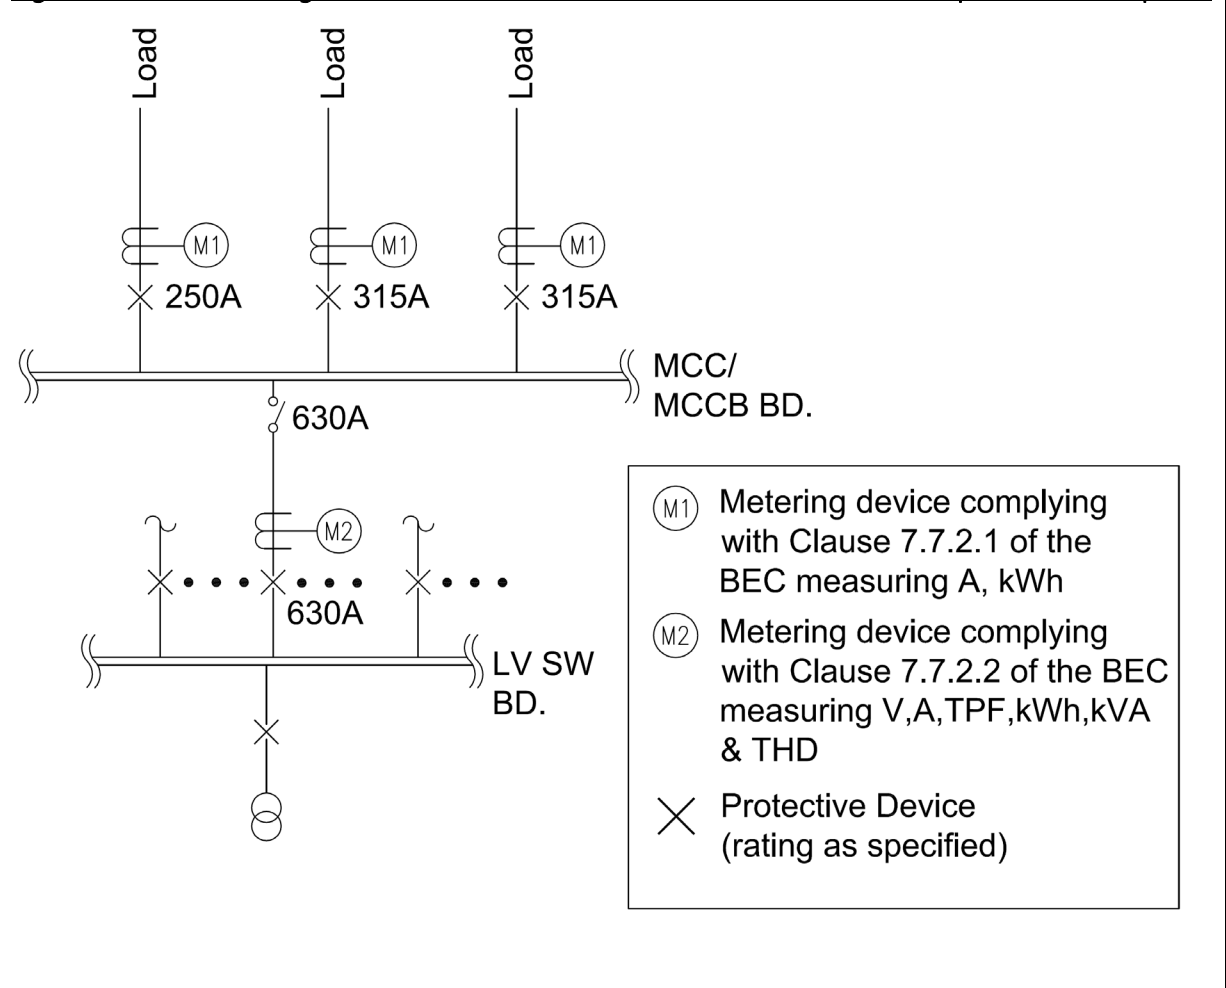 Load
Load
Load
M1
M1
M1
250A
315A
315A
MCC/
MCCB BD.
630A
M2
630A
LV SW
BD.
M1
Metering device complying
with Clause 7.7.2.1 of the
BEC measuring A, kWh
M2
Metering device complying
with Clause 7.7.2.2 of the BEC
measuring V,A,TPF,kWh,kVA
& THD
Protective Device
(rating as specified)